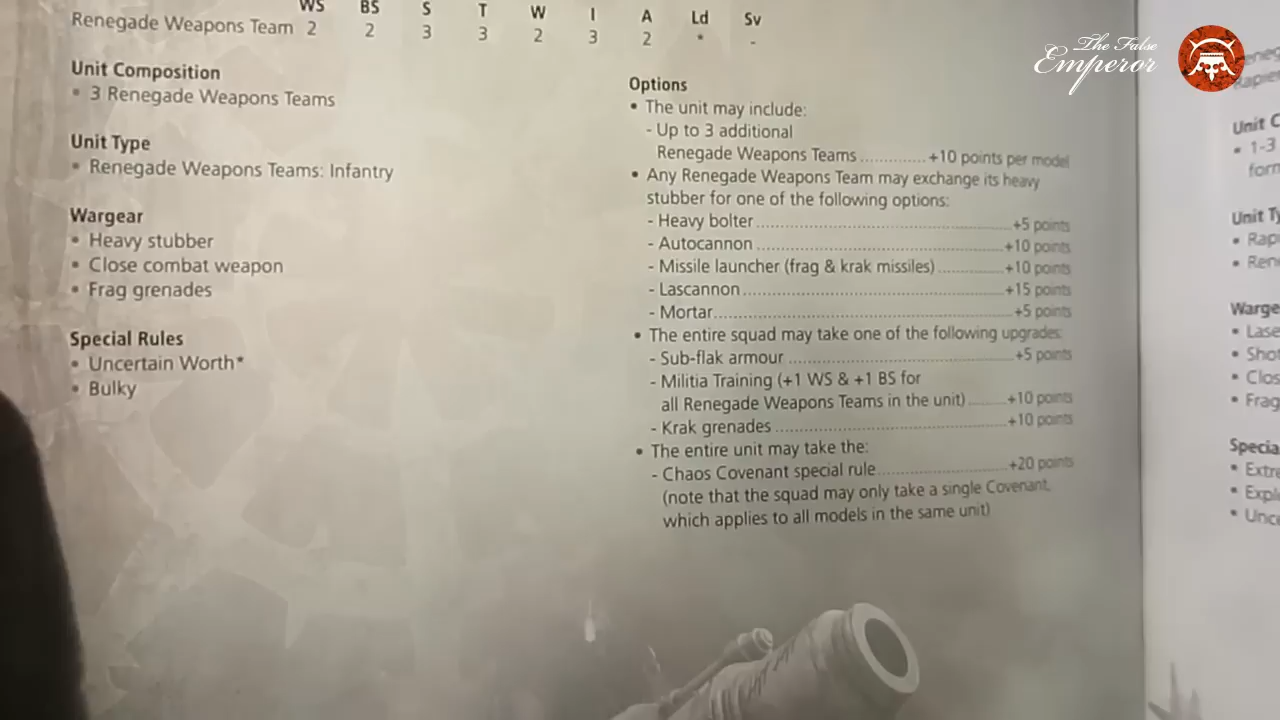 WS BS S T W I A Ld Sv
Renegade Weapons Team 2 2 3 3 2 3 2 * -
Unit Composition
• 3 Renegade Weapons Teams
Unit Type
• Renegade Weapons Teams: Infantry
Wargear
• Heavy stubber
• Close combat weapon
• Frag grenades
Special Rules
• Uncertain Worth*
• Bulky
Options
• The unit may include:
- Up to 3 additional
Renegade Weapons Teams ............. +10 points per model
• Any Renegade Weapons Team may exchange its heavy
stubber for one of the following options:
- Heavy bolter ............. +5 points
- Autocannon ............. +10 points
- Missile launcher (frag & krak missiles) ............. +10 points
- Lascannon ............. +15 points
- Mortar ............. +5 points
• The entire squad may take one of the following upgrades:
- Sub-flak armour ............. +5 points
- Militia Training (+1 WS & +1 BS for
all Renegade Weapons Teams in the unit) ......... +10 points
- Krak grenades ............. +10 points
• The entire unit may take the:
- Chaos Covenant special rule ............. +20 points
(note that the squad may only take a single Covenant,
which applies to all models in the same unit)
The False
Emperor
Unit
• 1-3
Unit
•
•
•
•
•
•
•
•
•